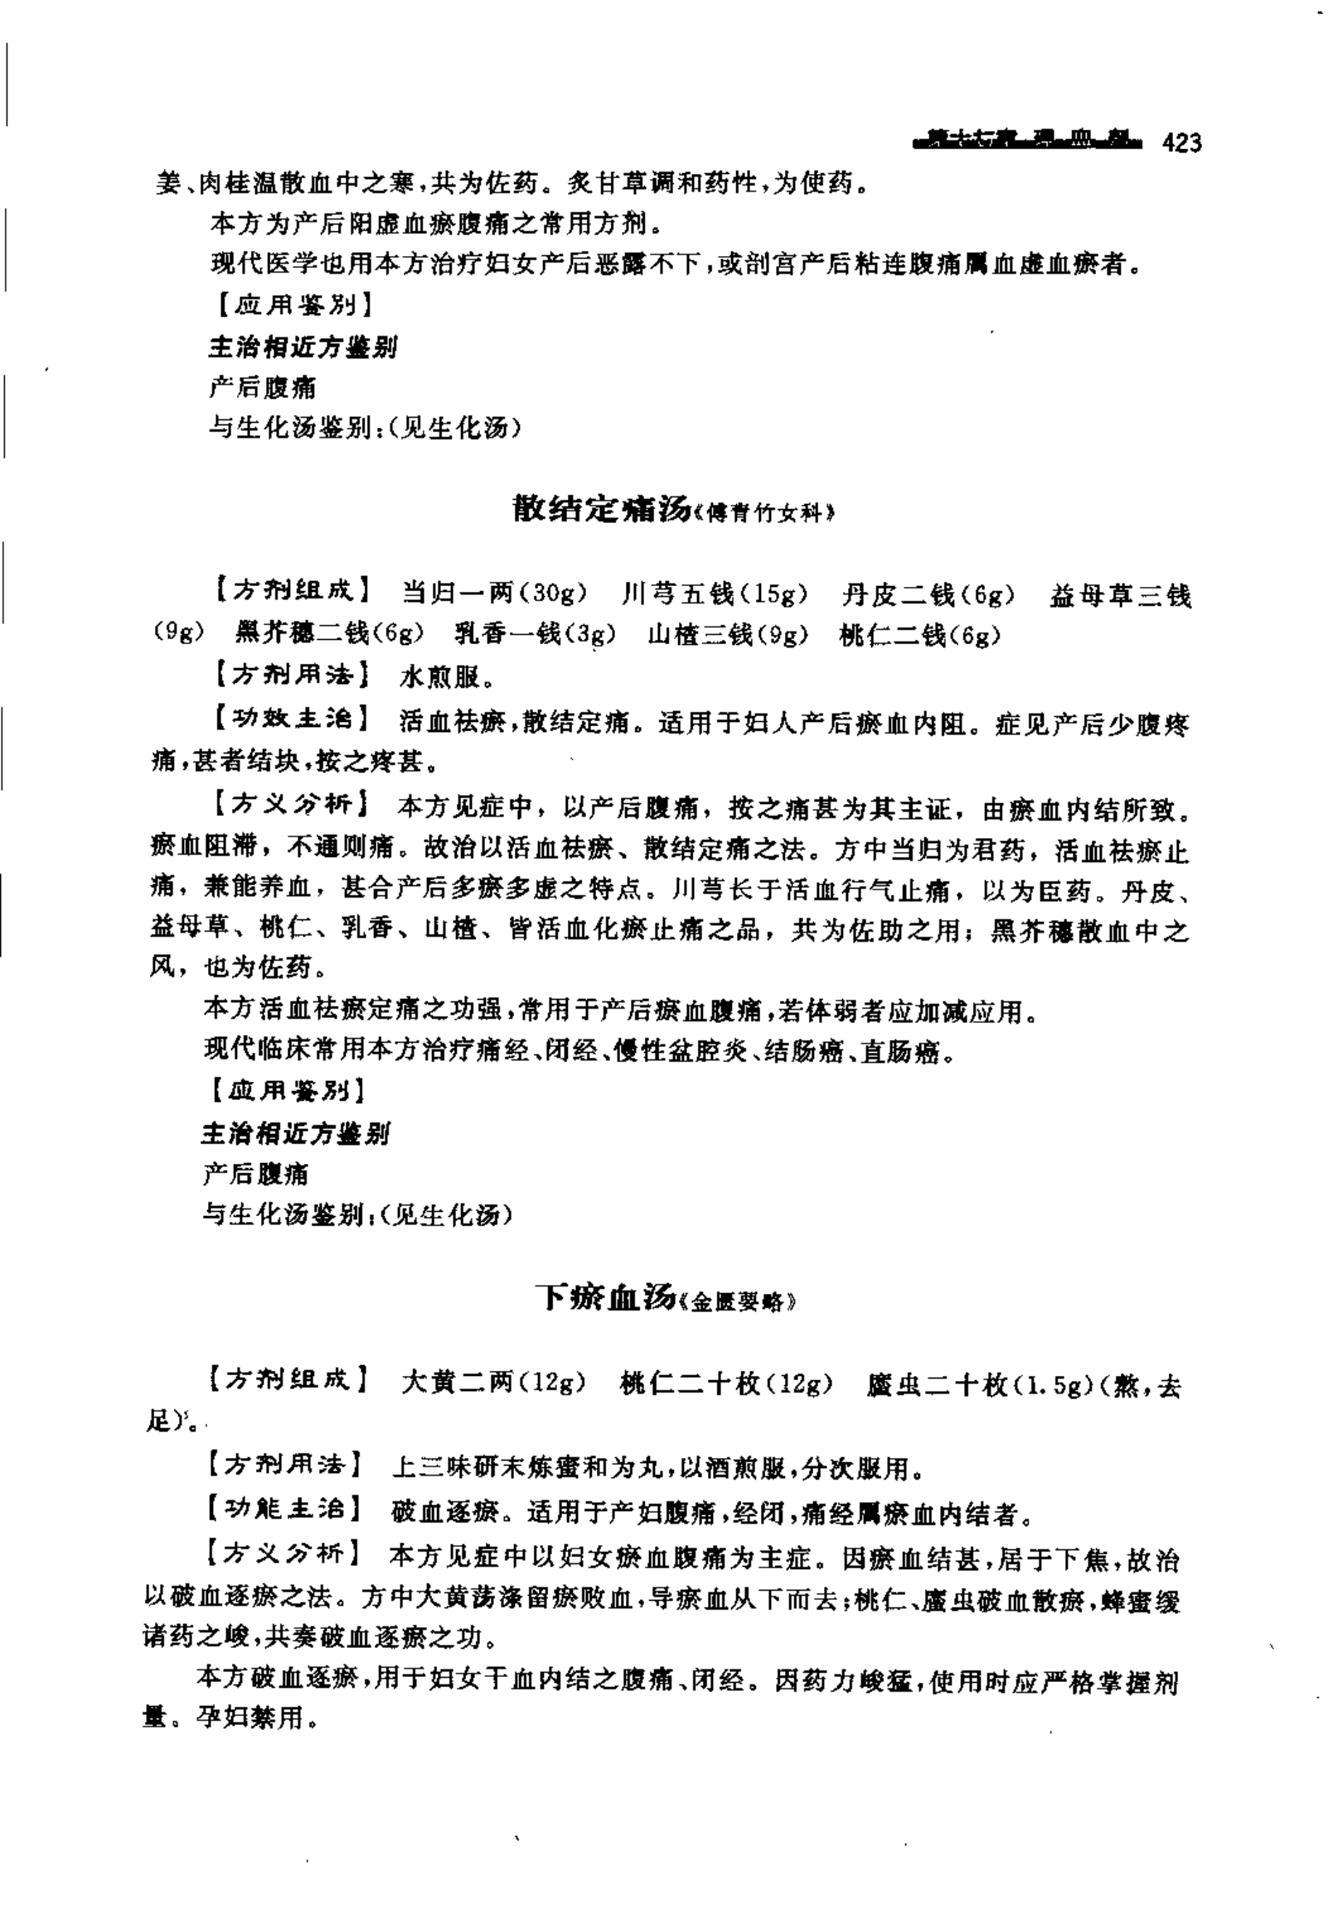 第十七章 理血剂 423
姜、肉桂温散血中之寒,共为佐药。炙甘草调和药性,为使药。
本方为产后阳虚血瘀腹痛之常用方剂。
现代医学也用本方治疗妇女产后恶露不下,或剖宫产后粘连腹痛属血虚血瘀者。
【应用鉴别】
主治相近方鉴别
产后腹痛
与生化汤鉴别:(见生化汤)
散结定痛汤《傅青竹女科》
【方剂组成】 当归一两(30g) 川芎五钱(15g) 丹皮二钱(6g) 益母草三钱
(9g) 黑芥穗二钱(6g) 乳香一钱(3g) 山楂三钱(9g) 桃仁二钱(6g)
【方剂用法】 水煎服。
【功效主治】 活血祛瘀,散结定痛。适用于妇人产后瘀血内阻。症见产后少腹疼
痛,甚者结块,按之疼甚。
【方义分析】 本方见症中，以产后腹痛，按之痛甚为其主证，由瘀血内结所致。
瘀血阻滞，不通则痛。故治以活血祛瘀、散结定痛之法。方中当归为君药，活血祛瘀止
痛，兼能养血，甚合产后多瘀多虚之特点。川芎长于活血行气止痛，以为臣药。丹皮、
益母草、桃仁、乳香、山楂、皆活血化瘀止痛之品，共为佐助之用；黑芥穗散血中之
风，也为佐药。
本方活血祛瘀定痛之功强,常用于产后瘀血腹痛,若体弱者应加减应用。
现代临床常用本方治疗痛经、闭经、慢性盆腔炎、结肠癌、直肠癌。
【应用鉴别】
主治相近方鉴别
产后腹痛
与生化汤鉴别:(见生化汤)
下瘀血汤《金匮要略》
【方剂组成】 大黄二两(12g) 桃仁二十枚(12g) 䗪虫二十枚(1.5g)(熬,去
足)。
【方剂用法】 上三味研末炼蜜和为丸,以酒煎服,分次服用。
【功能主治】 破血逐瘀。适用于产妇腹痛,经闭,痛经属瘀血内结者。
【方义分析】 本方见症中以妇女瘀血腹痛为主症。因瘀血结甚,居于下焦,故治
以破血逐瘀之法。方中大黄荡涤留瘀败血,导瘀血从下而去;桃仁、䗪虫破血散瘀,蜂蜜缓
诸药之峻,共奏破血逐瘀之功。
本方破血逐瘀,用于妇女干血内结之腹痛、闭经。因药力峻猛,使用时应严格掌握剂
量。孕妇禁用。